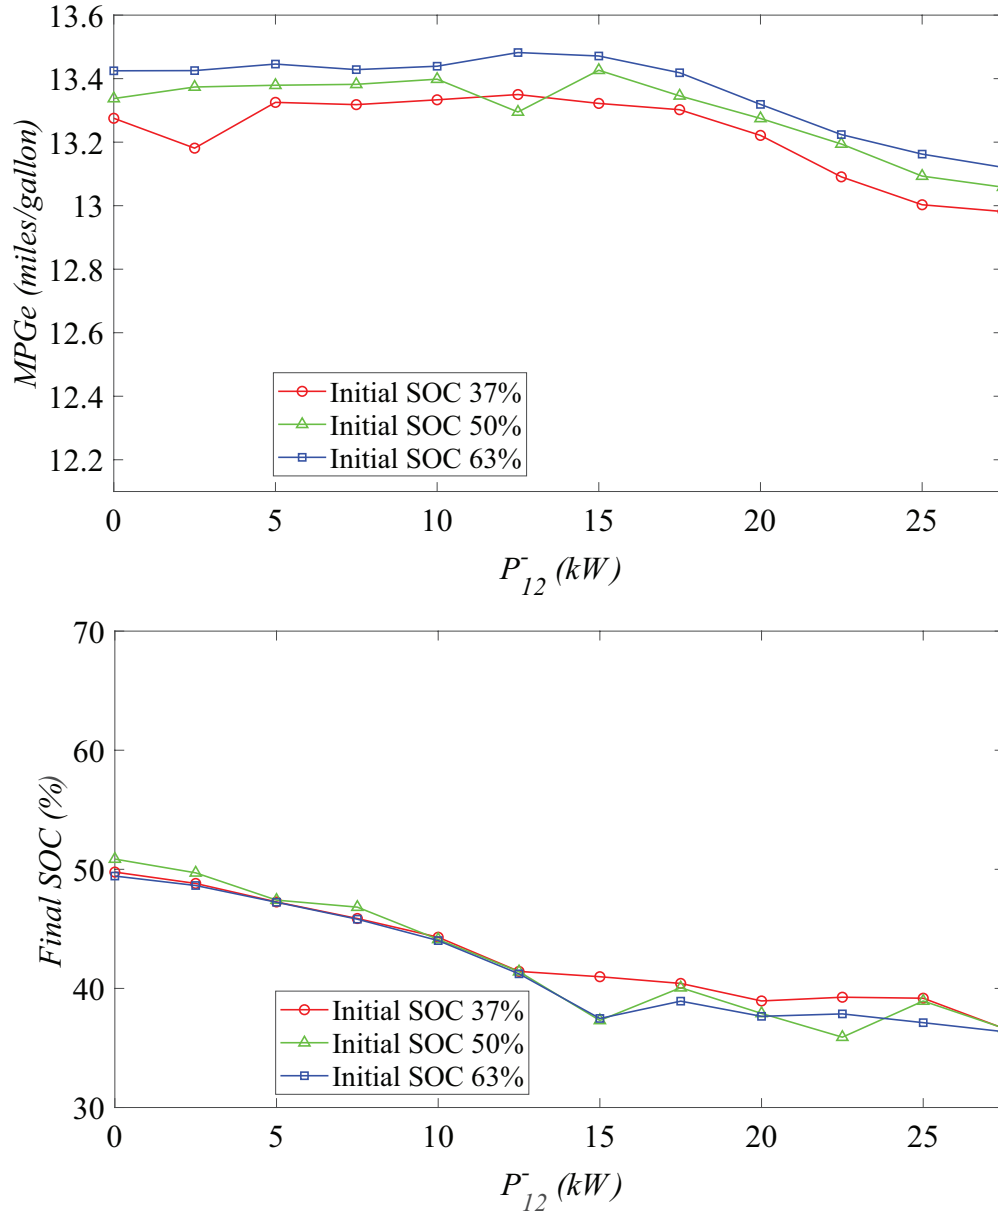 13.6
13.4
13.2
13
12.8
12.6
12.4
12.2
MPGe (miles/gallon)
Initial SOC 37%
Initial SOC 50%
Initial SOC 63%
0 5 10 15 20 25
P⁻₁₂ (kW)
70
60
50
40
30
Final SOC (%)
Initial SOC 37%
Initial SOC 50%
Initial SOC 63%
0 5 10 15 20 25
P⁻₁₂ (kW)